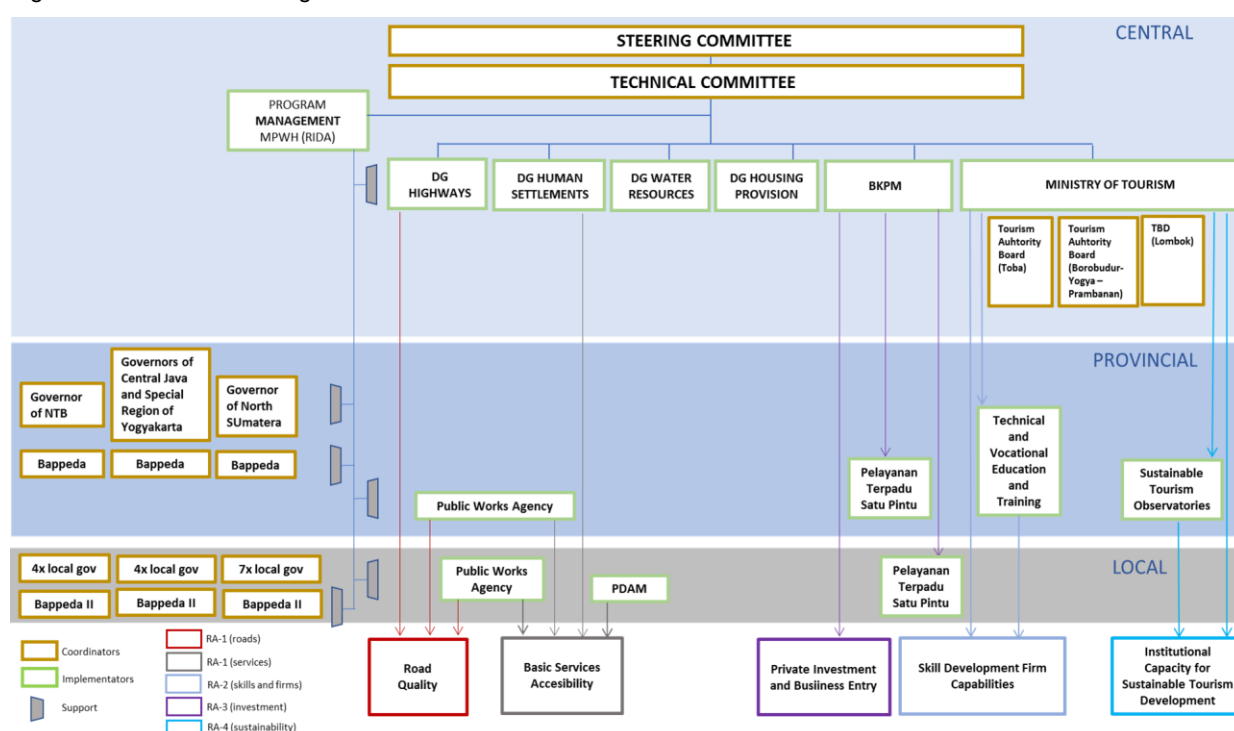 CENTRAL
STEERING COMMITTEE
TECHNICAL COMMITTEE
PROGRAM
MANAGEMENT
MPWH (RIDA)
DG
HIGHWAYS
DG HUMAN
SETTLEMENTS
DG WATER
RESOURCES
DG HOUSING
PROVISION
BKPM
MINISTRY OF TOURISM
Tourism
Auhtority
Board
(Toba)
Tourism
Auhtority
Board
(Borobudur-
Yogya –
Prambanan)
TBD
(Lombok)
PROVINCIAL
Governor
of NTB
Governors of
Central Java
and Special
Region of
Yogyakarta
Governor
of North
SUmatera
Bappeda
Bappeda
Bappeda
Public Works Agency
Pelayanan
Terpadu
Satu Pintu
Technical
and
Vocational
Education
and
Training
Sustainable
Tourism
Observatories
LOCAL
4x local gov
4x local gov
7x local gov
Bappeda II
Bappeda II
Bappeda II
Public Works
Agency
PDAM
Pelayanan
Terpadu
Satu Pintu
Coordinators
Implementators
Support
RA-1 (roads)
RA-1 (services)
RA-2 (skills and firms)
RA-3 (investment)
RA-4 (sustainability)
Road
Quality
Basic Services
Accesibility
Private Investment
and Busiiness Entry
Skill Development Firm
Capabilities
Institutional
Capacity for
Sustainable Tourism
Development